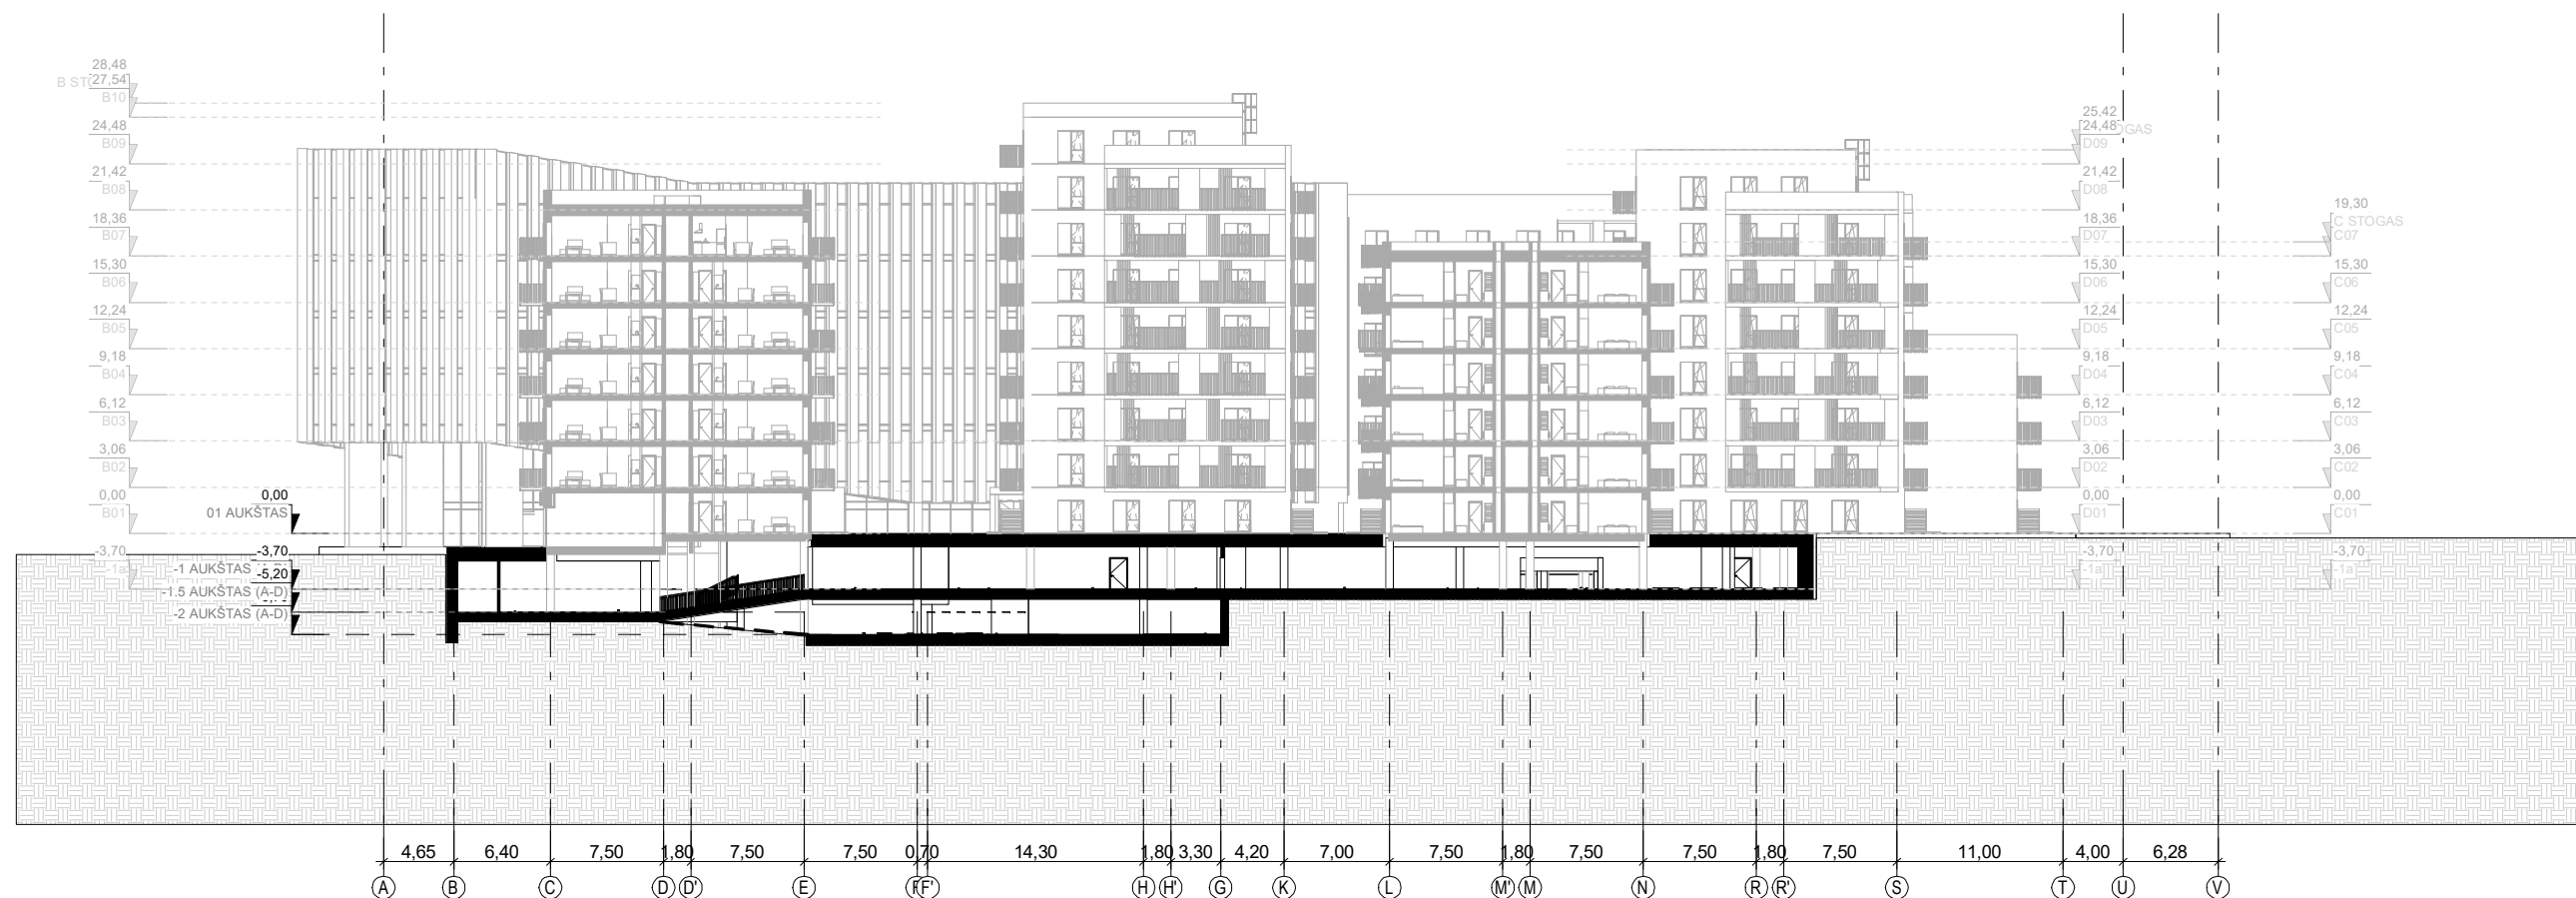 28,48
27,54
B10
24,48
B09
21,42
B08
18,36
B07
15,30
B06
12,24
B05
9,18
B04
6,12
B03
3,06
B02
0,00
B01
-3,70
0,00
01 AUKŠTAS
-3,70
-1 AUKŠTAS
-5,20
-1.5 AUKŠTAS (A-D)
-2 AUKŠTAS (A-D)
25,42
24,48
D09
21,42
D08
18,36
D07
15,30
D06
12,24
D05
9,18
D04
6,12
D03
3,06
D02
0,00
D01
-3,70
-1a
19,30
C STOGAS
C07
15,30
C06
12,24
C05
9,18
C04
6,12
C03
3,06
C02
0,00
C01
-3,70
-1a
4,65 6,40 7,50 1,80 7,50 7,50 0,70 14,30 1,80 3,30 4,20 7,00 7,50 1,80 7,50 7,50 1,80 7,50 11,00 4,00 6,28
A B C D D' E F F' H H' G K L M' M N R R' S T U V